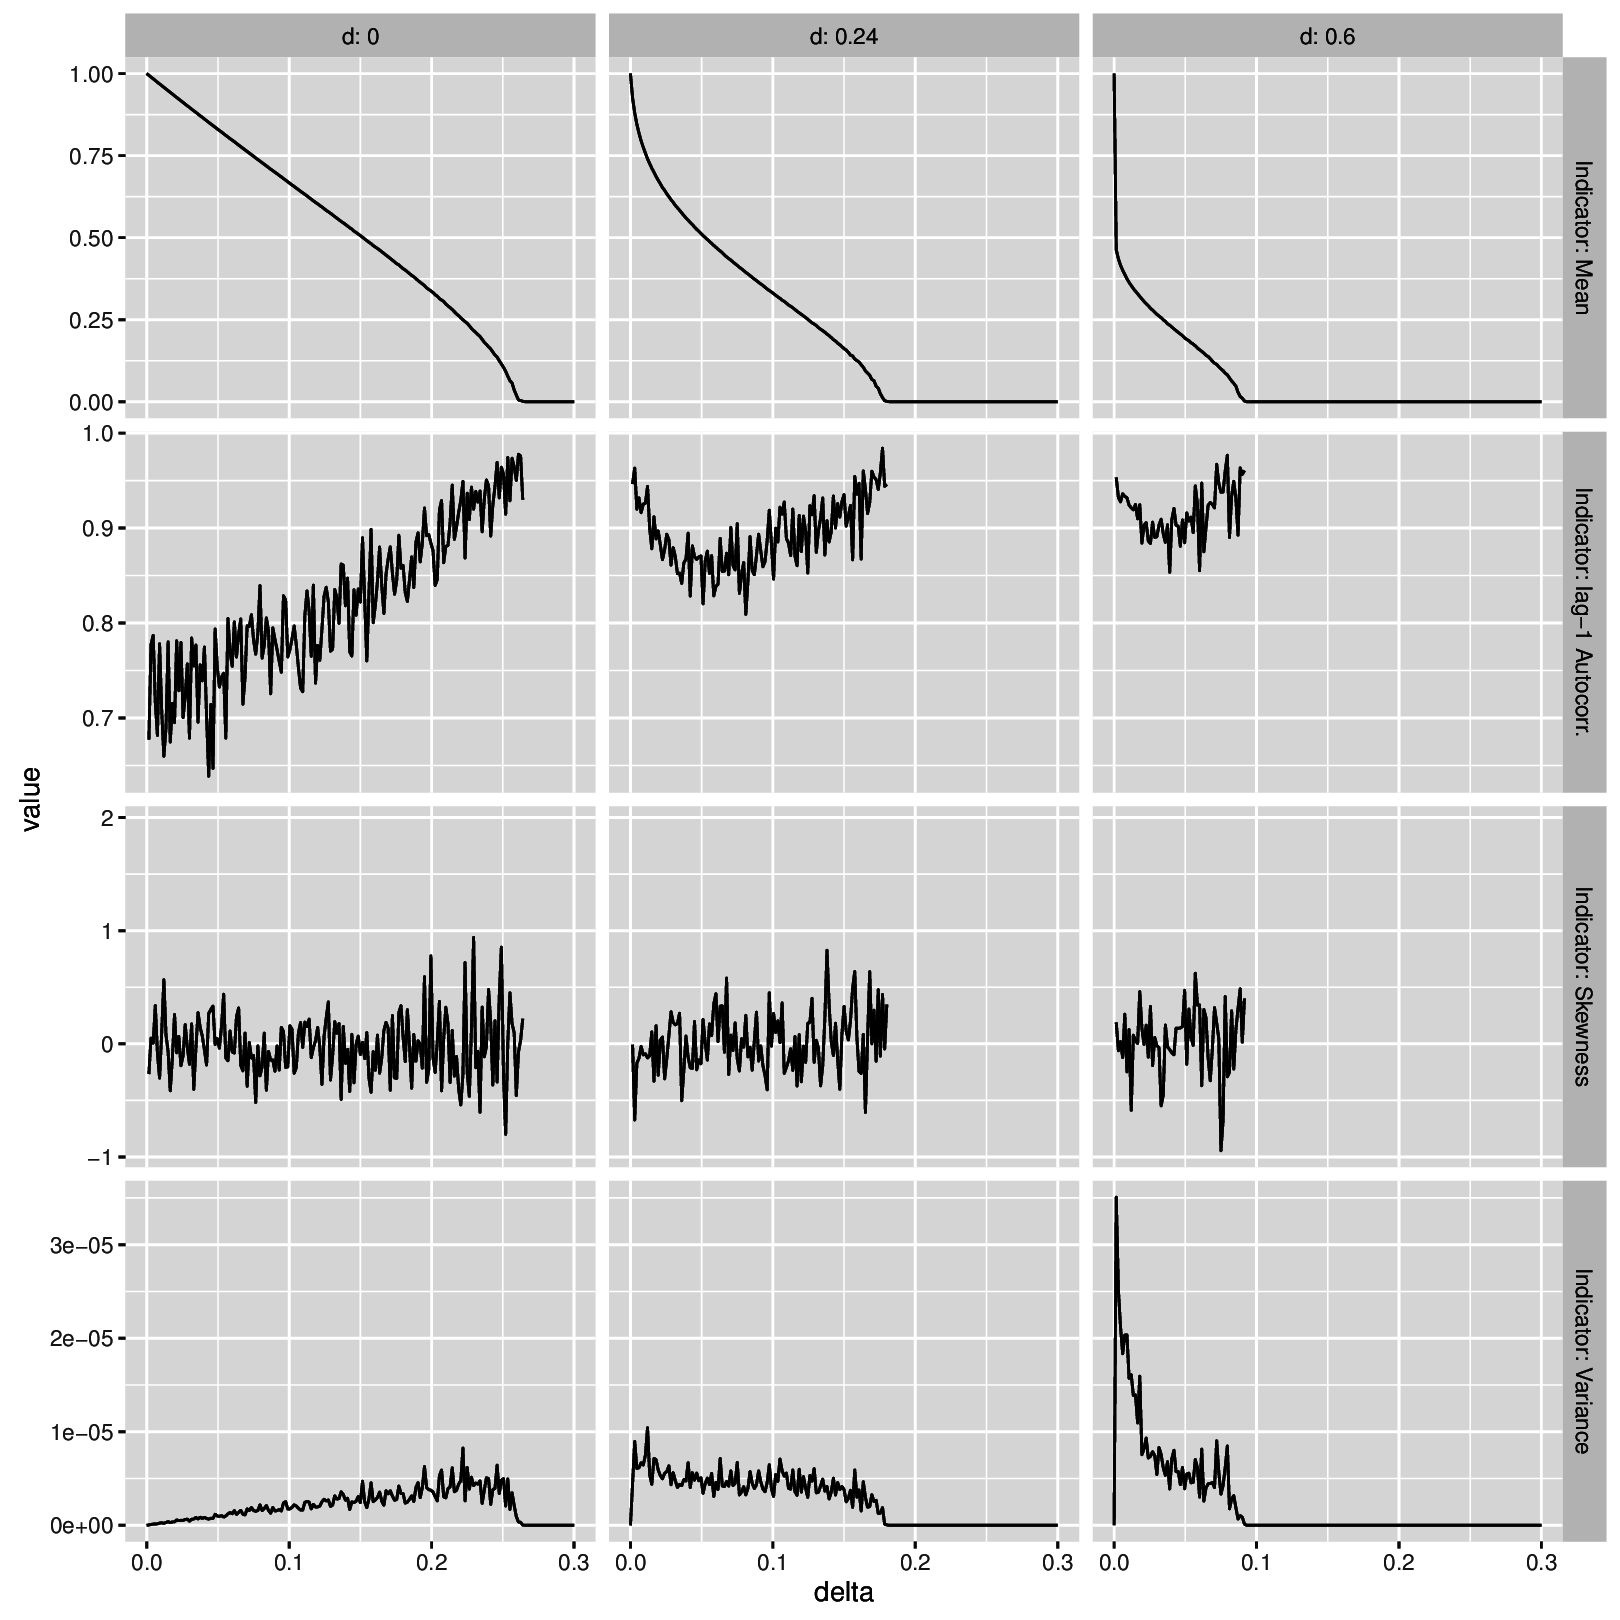 d: 0
d: 0.24
d: 0.6
1.00
0.75
0.50
0.25
0.00
Indicator: Mean
1.0
0.9
0.8
0.7
Indicator: lag−1 Autocorr.
value
2
1
0
−1
Indicator: Skewness
3e−05
2e−05
1e−05
0e+00
Indicator: Variance
0.0 0.1 0.2 0.3
0.0 0.1 0.2 0.3
0.0 0.1 0.2 0.3
delta